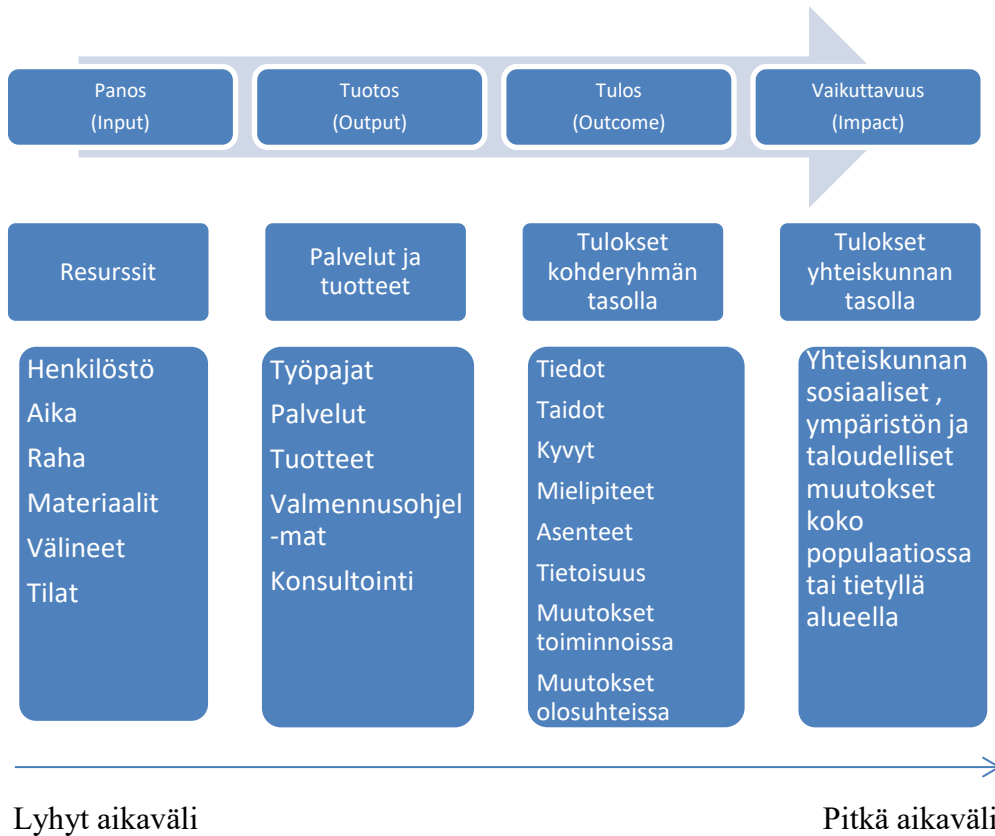 Panos
(Input)
Tuotos
(Output)
Tulos
(Outcome)
Vaikuttavuus
(Impact)
Resurssit
Palvelut ja
tuotteet
Tulokset
kohderyhmän
tasolla
Tulokset
yhteiskunnan
tasolla
Henkilöstö
Aika
Raha
Materiaalit
Välineet
Tilat
Työpajat
Palvelut
Tuotteet
Valmennusohjel
-mat
Konsultointi
Tiedot
Taidot
Kyvyt
Mielipiteet
Asenteet
Tietoisuus
Muutokset
toiminnoissa
Muutokset
olosuhteissa
Yhteiskunnan
sosiaaliset ,
ympäristön ja
taloudelliset
muutokset
koko
populaatiossa
tai tietyllä
alueella
Lyhyt aikaväli
Pitkä aikaväli